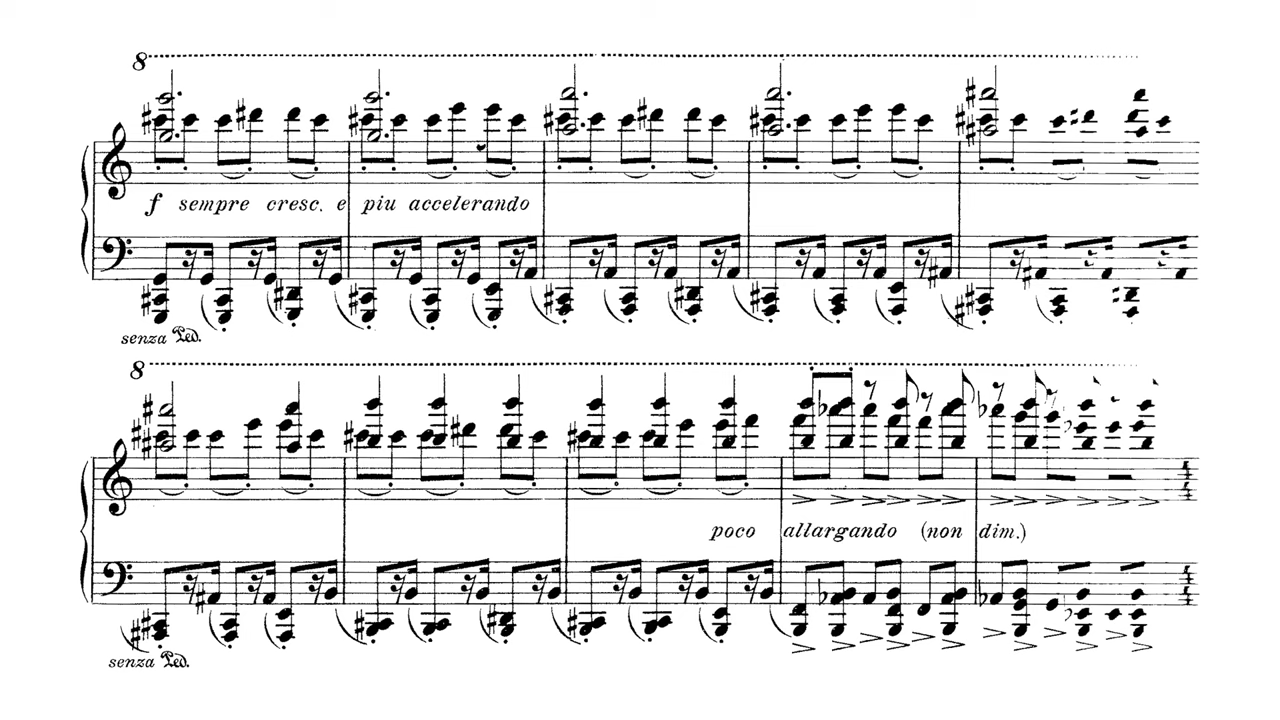 8
f sempre cresc. e piu accelerando
senza Ped.
8
poco allargando (non dim.)
senza Ped.